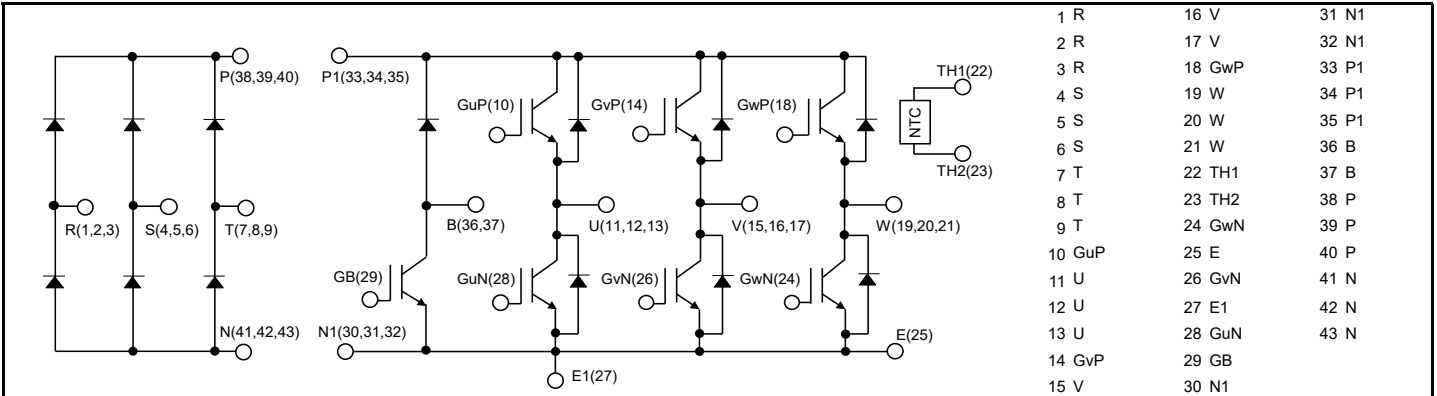 P(38,39,40)
R(1,2,3)
S(4,5,6)
T(7,8,9)
N(41,42,43)
P1(33,34,35)
GuP(10)
GvP(14)
GwP(18)
B(36,37)
U(11,12,13)
V(15,16,17)
W(19,20,21)
GB(29)
GuN(28)
GvN(26)
GwN(24)
N1(30,31,32)
E(25)
E1(27)
TH1(22)
NTC
TH2(23)
1 R
2 R
3 R
4 S
5 S
6 S
7 T
8 T
9 T
10 GuP
11 U
12 U
13 U
14 GvP
15 V
16 V
17 V
18 GwP
19 W
20 W
21 W
22 TH1
23 TH2
24 GwN
25 E
26 GvN
27 E1
28 GuN
29 GB
30 N1
31 N1
32 N1
33 P1
34 P1
35 P1
36 B
37 B
38 P
39 P
40 P
41 N
42 N
43 N